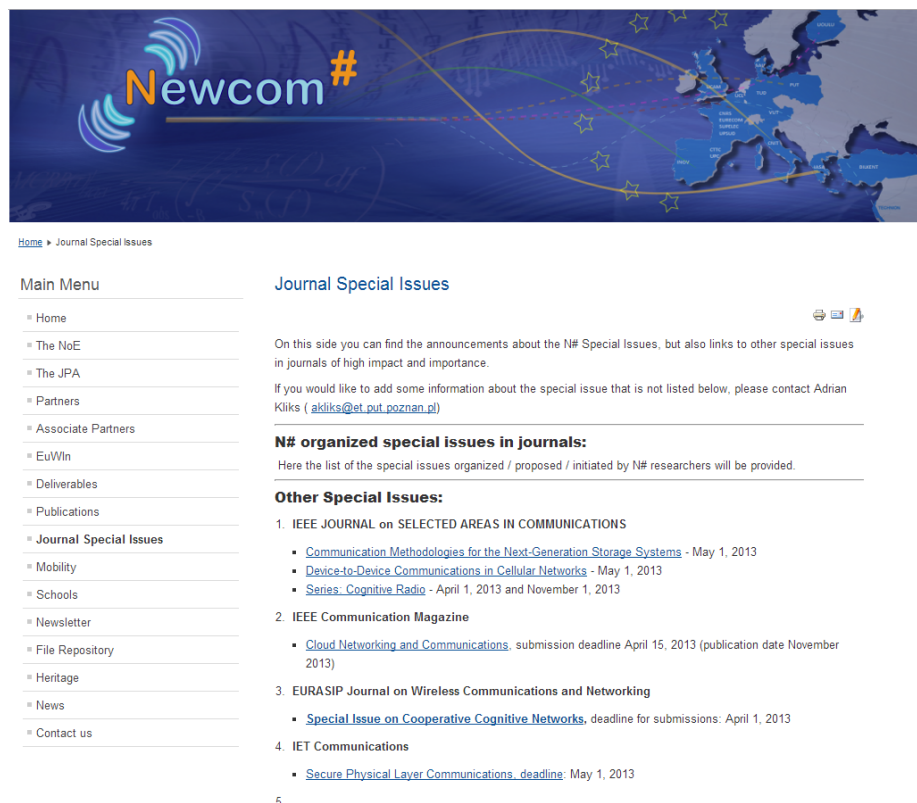 Newcom#
Home ▸ Journal Special Issues
Main Menu
Home
The NoE
The JPA
Partners
Associate Partners
EuWIn
Deliverables
Publications
Journal Special Issues
Mobility
Schools
Newsletter
File Repository
Heritage
News
Contact us
Journal Special Issues
On this side you can find the announcements about the N# Special Issues, but also links to other special issues
in journals of high impact and importance.
If you would like to add some information about the special issue that is not listed below, please contact Adrian
Kliks ( akliks@et.put.poznan.pl)
N# organized special issues in journals:
Here the list of the special issues organized / proposed / initiated by N# researchers will be provided.
Other Special Issues:
1. IEEE JOURNAL on SELECTED AREAS IN COMMUNICATIONS
▪ Communication Methodologies for the Next-Generation Storage Systems - May 1, 2013
▪ Device-to-Device Communications in Cellular Networks - May 1, 2013
▪ Series: Cognitive Radio - April 1, 2013 and November 1, 2013
2. IEEE Communication Magazine
▪ Cloud Networking and Communications, submission deadline April 15, 2013 (publication date November
2013)
3. EURASIP Journal on Wireless Communications and Networking
▪ Special Issue on Cooperative Cognitive Networks, deadline for submissions: April 1, 2013
4. IET Communications
▪ Secure Physical Layer Communications, deadline: May 1, 2013
5.